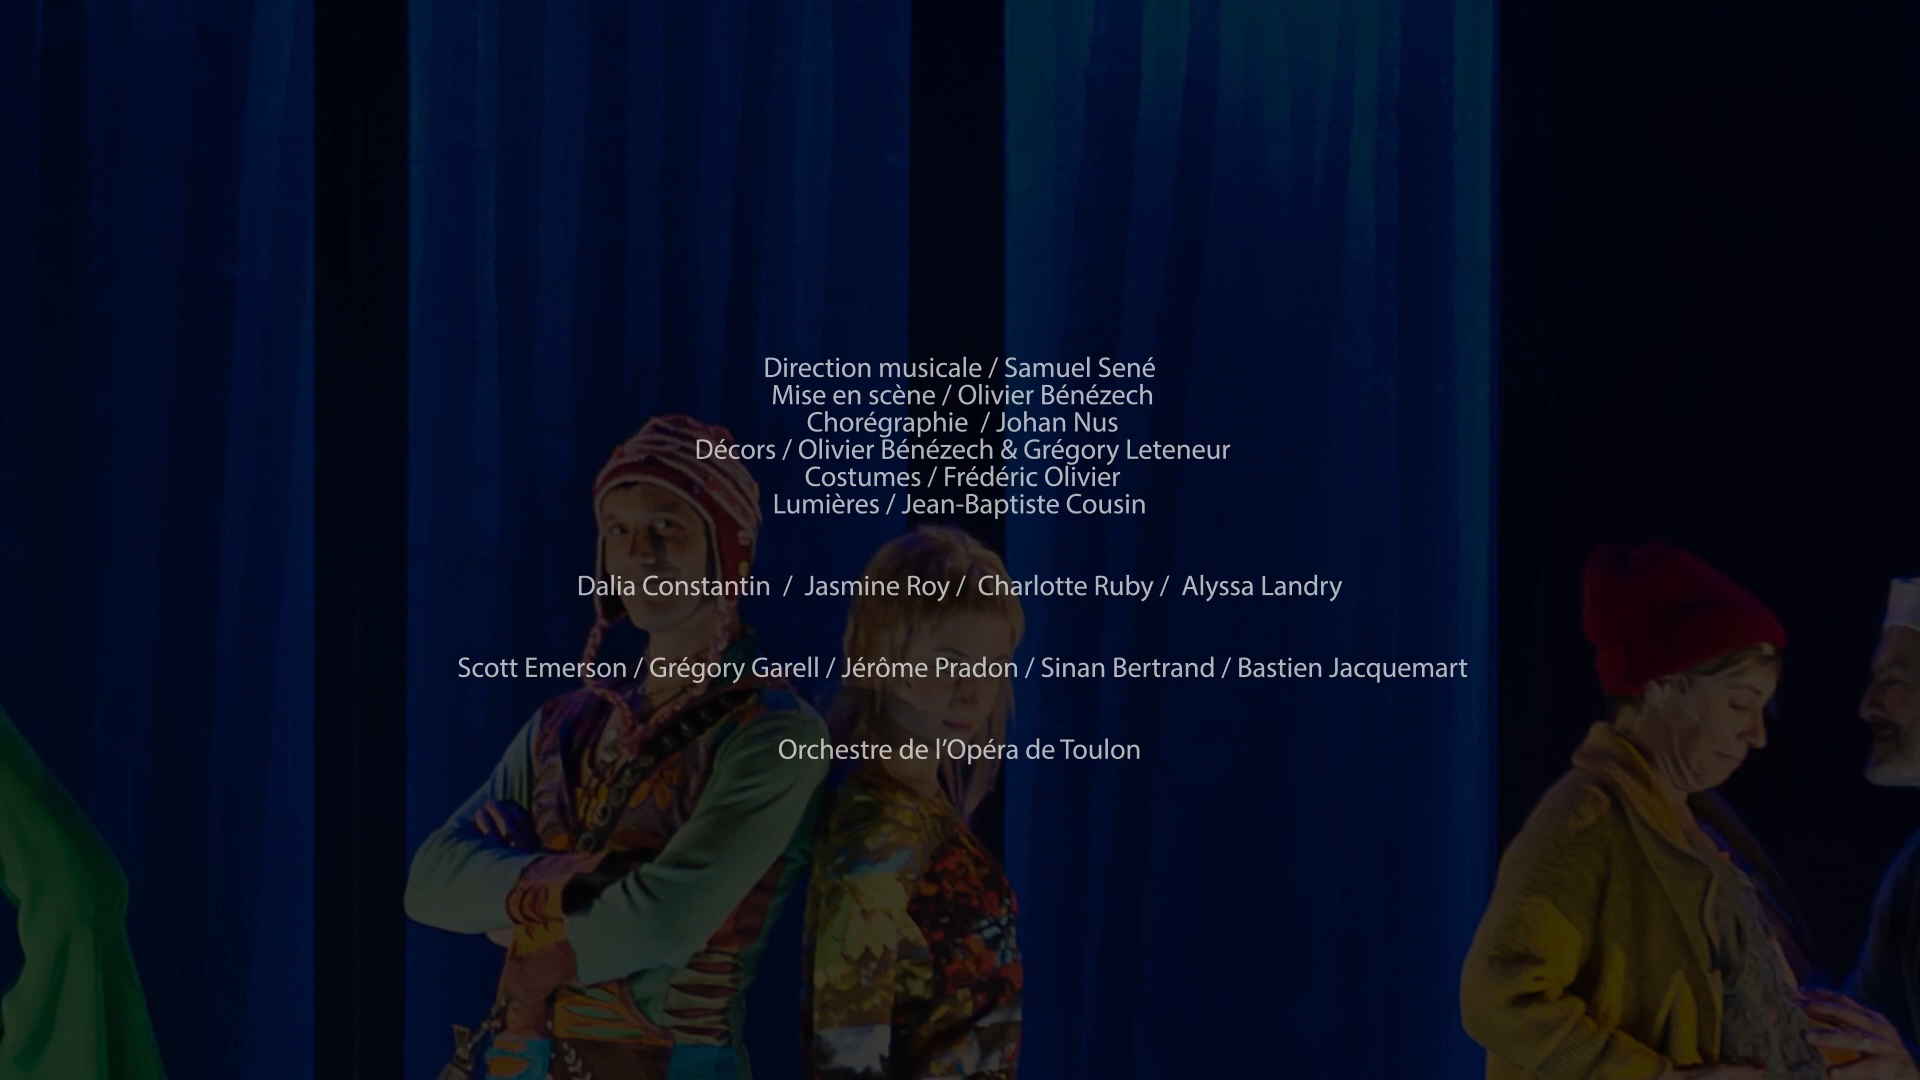 Direction musicale / Samuel Sené
Mise en scène / Olivier Bénézech
Chorégraphie / Johan Nus
Décors / Olivier Bénézech & Grégory Leteneur
Costumes / Frédéric Olivier
Lumières / Jean-Baptiste Cousin
Dalia Constantin / Jasmine Roy / Charlotte Ruby / Alyssa Landry
Scott Emerson / Grégory Garell / Jérôme Pradon / Sinan Bertrand / Bastien Jacquemart
Orchestre de l’Opéra de Toulon